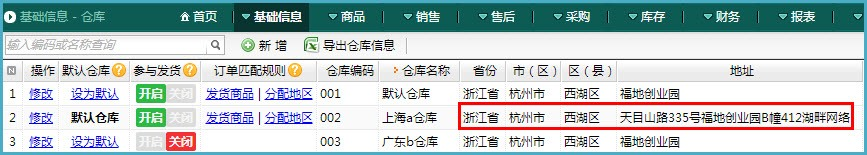 基础信息 - 仓库 首页 基础信息 商品 销售 售后 采购 库存 财务 报表
输入编码或名称查询 新 增 导出仓库信息
N 操作 默认仓库 ? 参与发货 ? 订单匹配规则 ? 仓库编码 仓库名称 省份 市（区） 区（县） 地址
1 修改 设为默认 开启 关闭 发货商品 | 分配地区 001 默认仓库 浙江省 杭州市 西湖区 福地创业园
2 修改 默认仓库 开启 关闭 发货商品 | 分配地区 002 上海a仓库 浙江省 杭州市 西湖区 天目山路335号福地创业园B幢412湖畔网络
3 修改 设为默认 开启 关闭 003 广东b仓库 浙江省 杭州市 西湖区 福地创业园